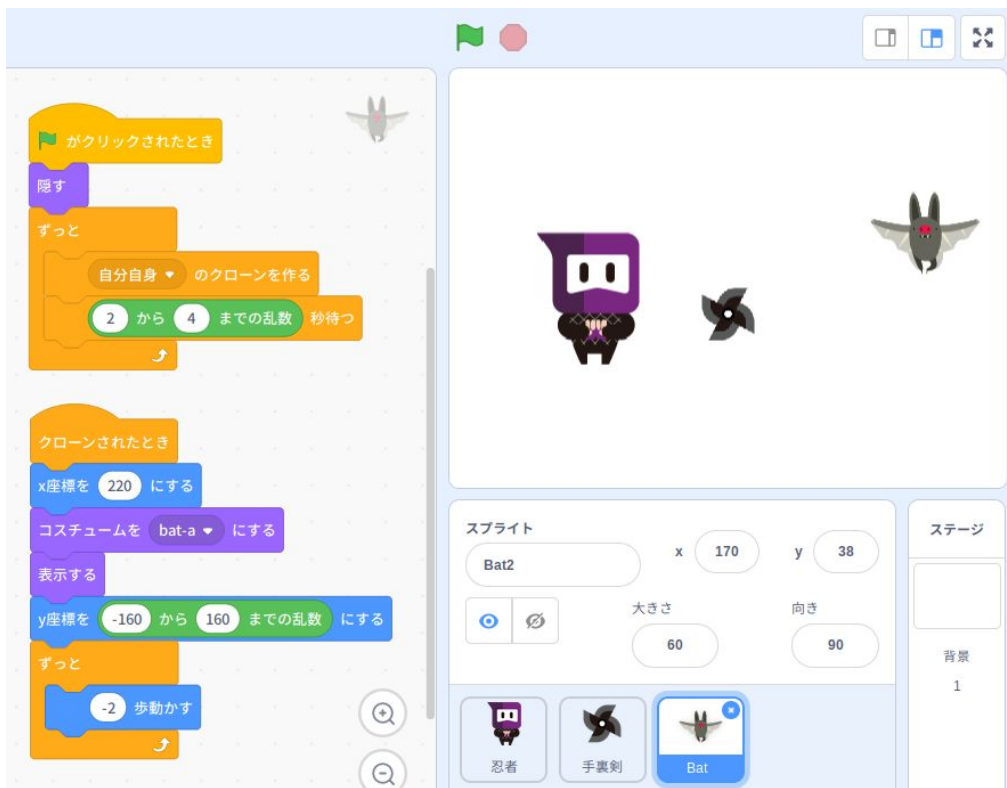 がクリックされたとき
隠す
ずっと
自分自身 のクローンを作る
2 から 4 までの乱数 秒待つ
クローンされたとき
x座標を 220 にする
コスチュームを bat-a にする
表示する
y座標を -160 から 160 までの乱数 にする
ずっと
-2 歩動かす
スプライト
Bat2
x 170 y 38
大きさ 向き
60 90
忍者 手裏剣 Bat
ステージ
背景
1